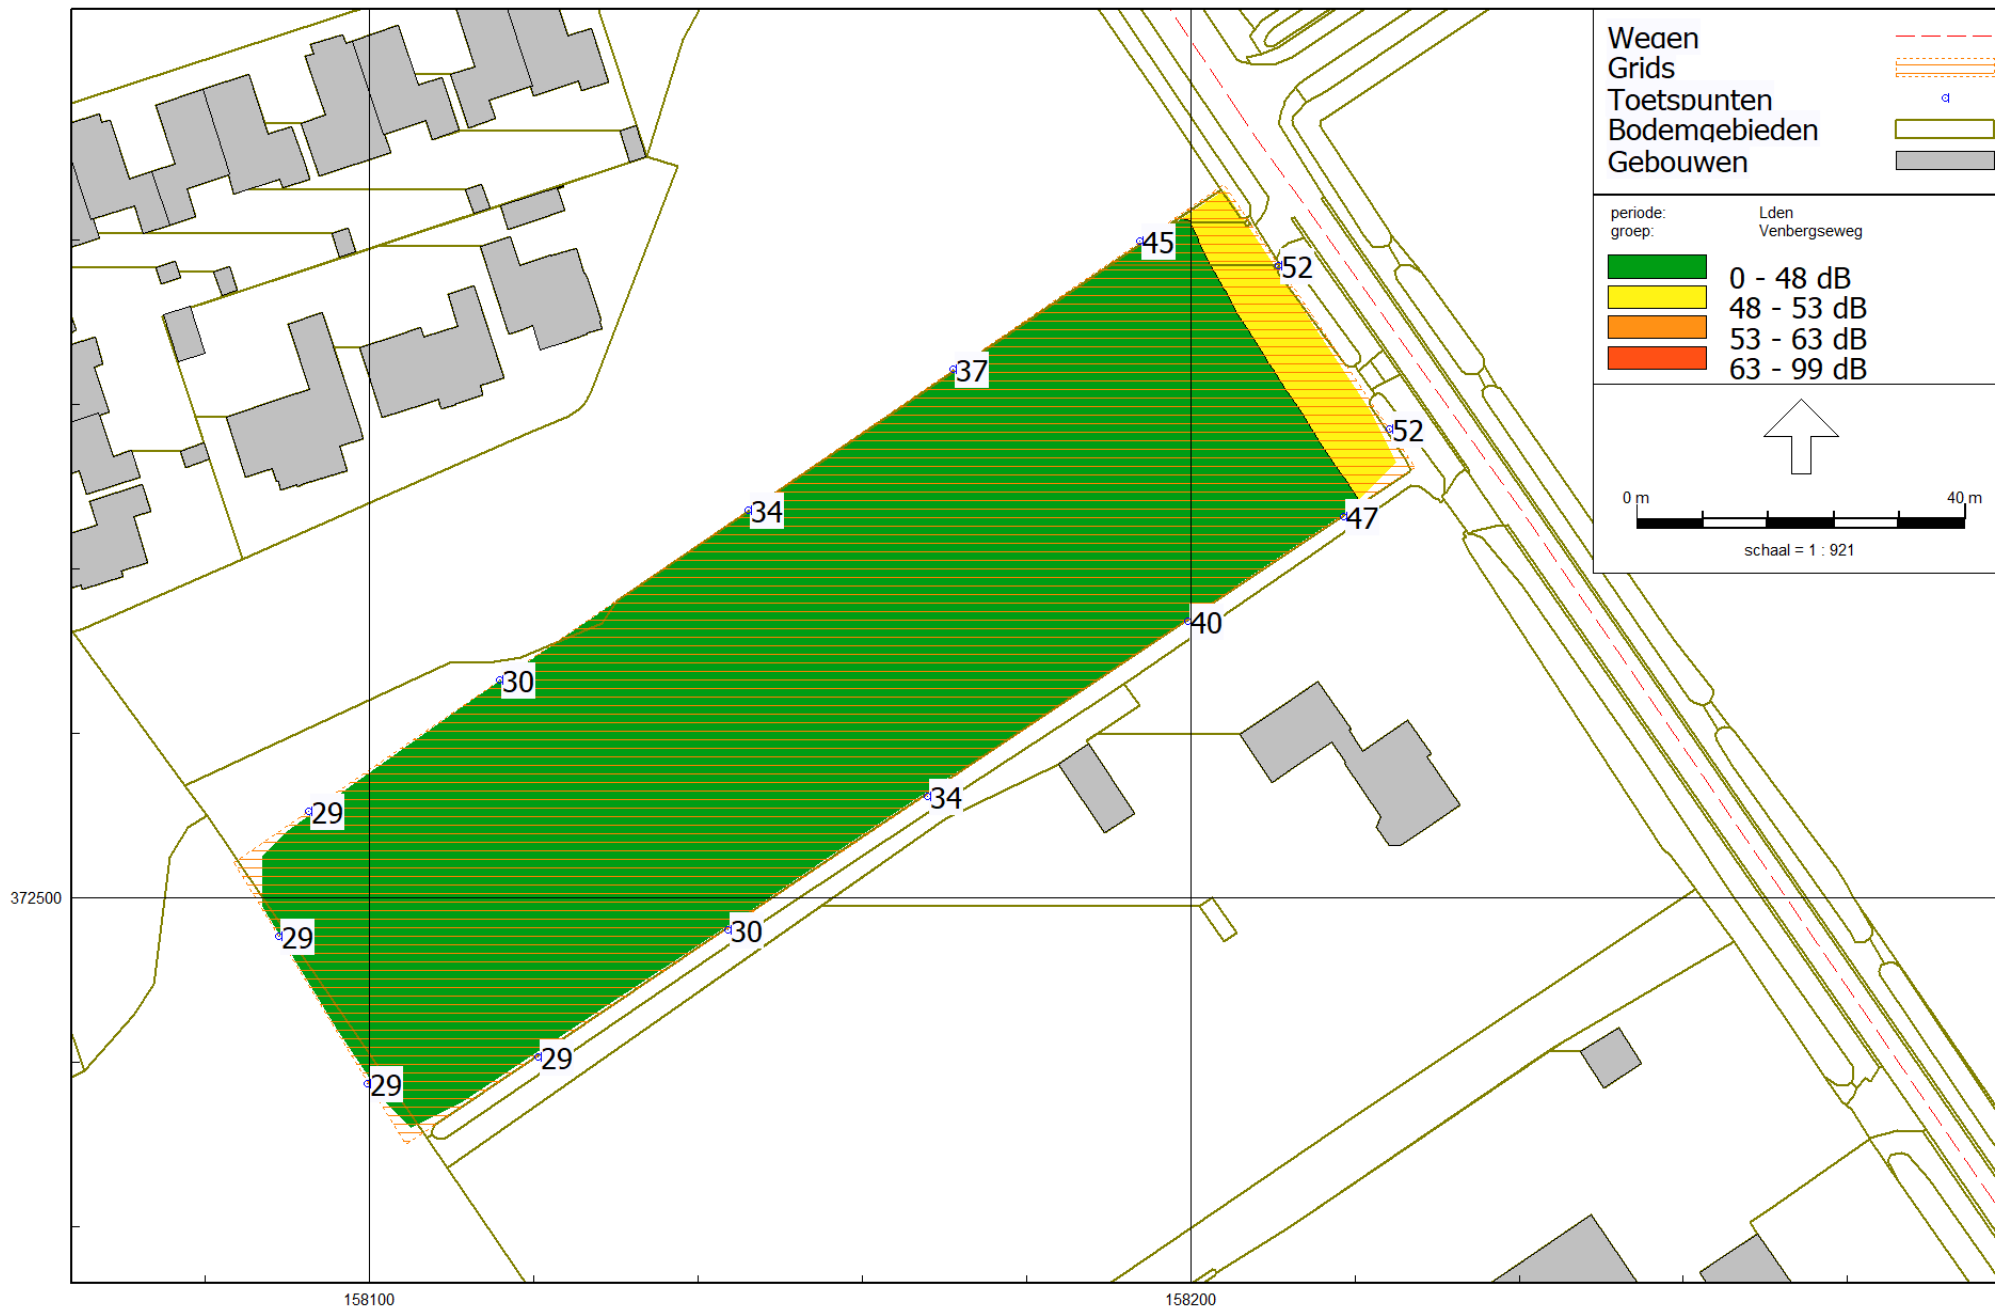 Wegen
Grids
Toetspunten
Bodemgebieden
Gebouwen
periode: Lden
groep: Venbergseweg
0 - 48 dB
48 - 53 dB
53 - 63 dB
63 - 99 dB
0 m 40 m
schaal = 1 : 921
45
52
37
52
34
47
40
30
34
29
30
29
29
29
372500
158100 158200